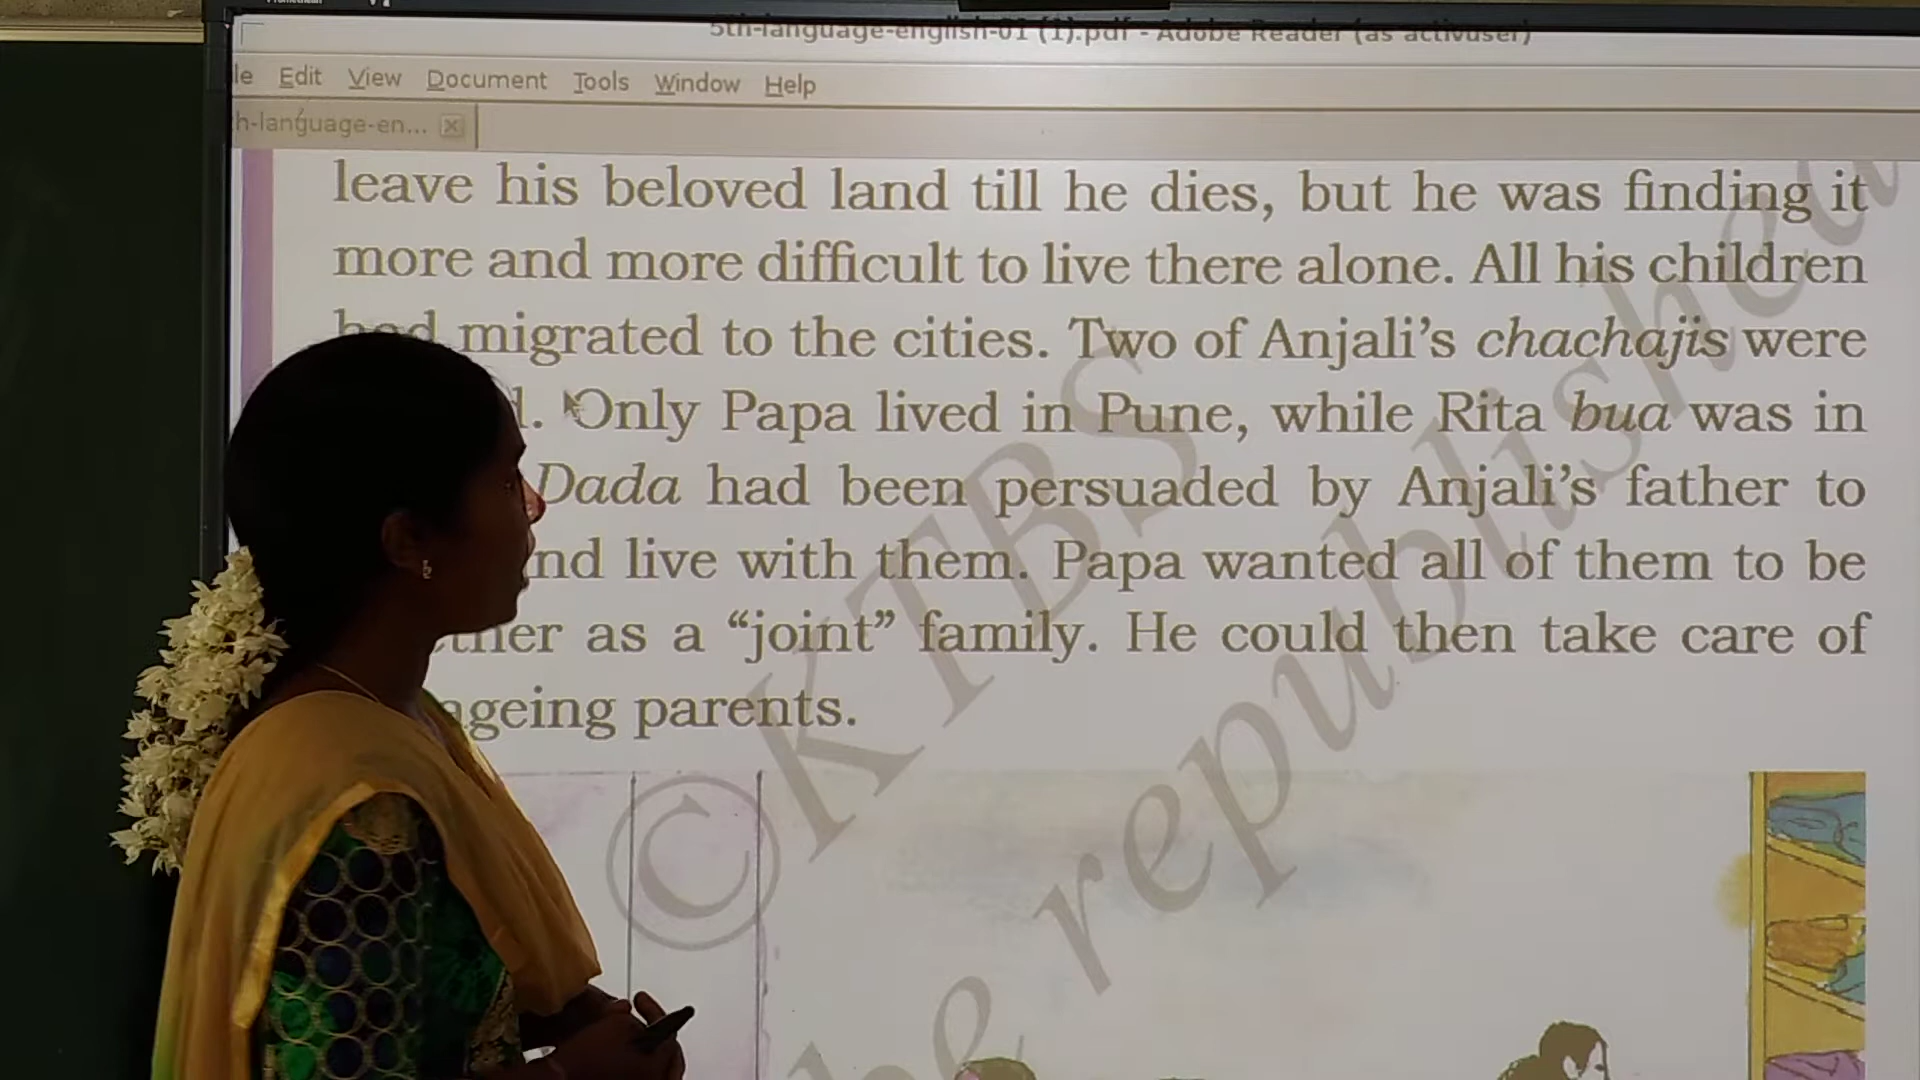 Promethean
5th-language-english-01 (1).pdf - Adobe Reader (as activuser)
le Edit View Document Tools Window Help
th-language-en...
leave his beloved land till he dies, but he was finding it
more and more difficult to live there alone. All his children
had migrated to the cities. Two of Anjali’s chachajis were
d. Only Papa lived in Pune, while Rita bua was in
Dada had been persuaded by Anjali’s father to
nd live with them. Papa wanted all of them to be
ther as a “joint” family. He could then take care of
ageing parents.
©KTBS
be republished